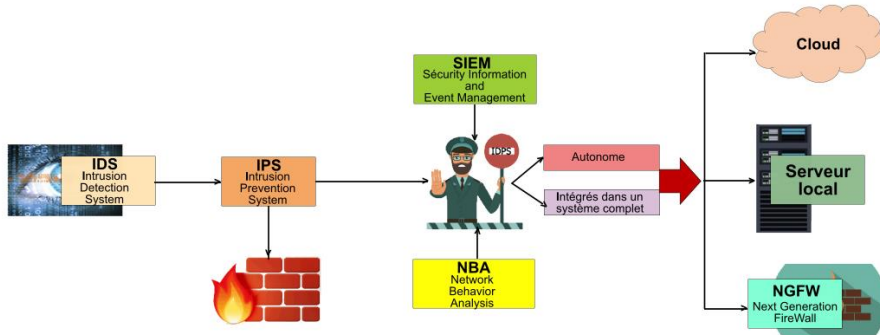 SIEM
Sécurity Information
and
Event Management
Cloud
IDS
Intrusion
Detection
System
IPS
Intrusion
Prevention
System
IDPS
Autonome
Intégrés dans un
système complet
Serveur
local
NBA
Network
Behavior
Analysis
NGFW
Next Generation
FireWall